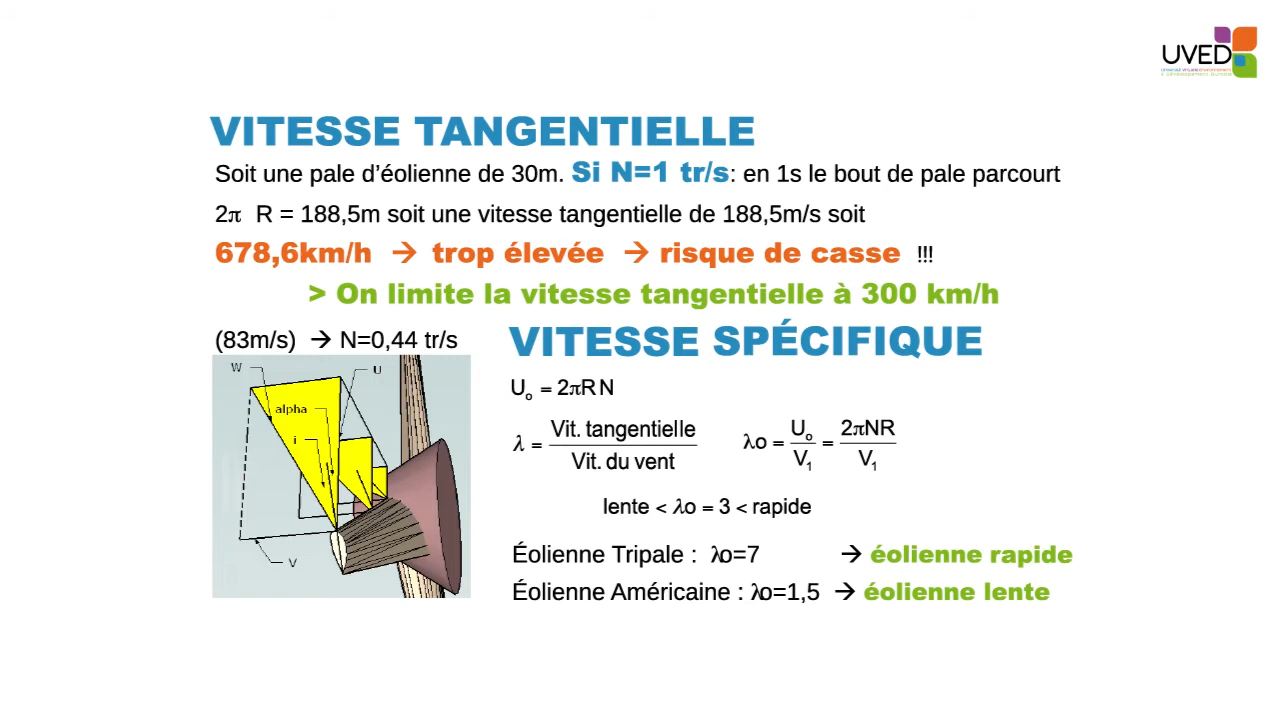 UVED
VITESSE TANGENTIELLE
Soit une pale d’éolienne de 30m. Si N=1 tr/s: en 1s le bout de pale parcourt
2π R = 188,5m soit une vitesse tangentielle de 188,5m/s soit
678,6km/h → trop élevée → risque de casse !!!
> On limite la vitesse tangentielle à 300 km/h
(83m/s) → N=0,44 tr/s
VITESSE SPÉCIFIQUE
W
U
alpha
i
V
Uo = 2πR N
λ = Vit. tangentielle / Vit. du vent
λo = Uo / V1 = 2πNR / V1
lente < λo = 3 < rapide
Éolienne Tripale : λo=7 → éolienne rapide
Éolienne Américaine : λo=1,5 → éolienne lente